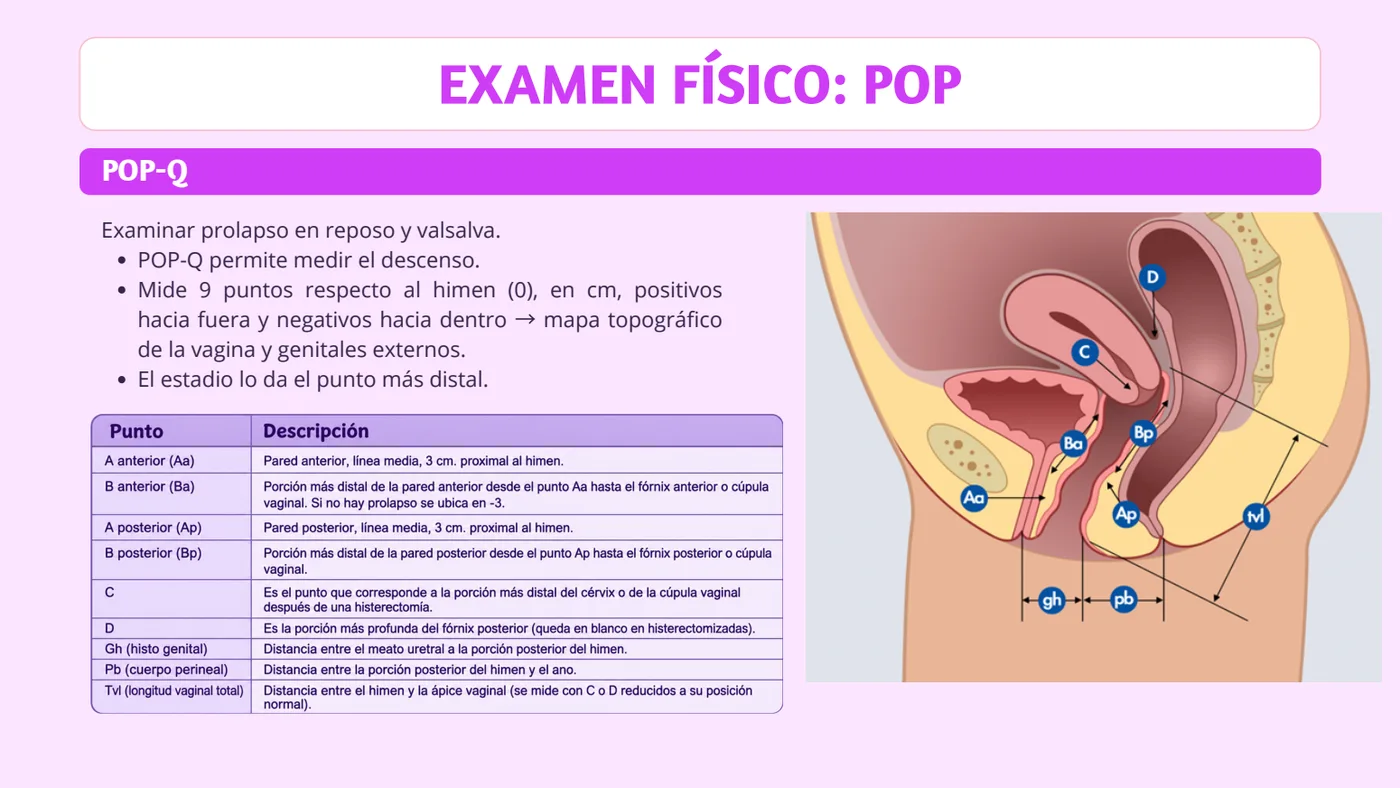 EXAMEN FÍSICO: POP
POP-Q
Examinar prolapso en reposo y valsalva.
• POP-Q permite medir el descenso.
• Mide 9 puntos respecto al himen (0), en cm, positivos
hacia fuera y negativos hacia dentro → mapa topográfico
de la vagina y genitales externos.
• El estadio lo da el punto más distal.
Punto Descripción
A anterior (Aa) Pared anterior, línea media, 3 cm. proximal al himen.
B anterior (Ba) Porción más distal de la pared anterior desde el punto Aa hasta el fórnix anterior o cúpula
vaginal. Si no hay prolapso se ubica en -3.
A posterior (Ap) Pared posterior, línea media, 3 cm. proximal al himen.
B posterior (Bp) Porción más distal de la pared posterior desde el punto Ap hasta el fórnix posterior o cúpula
vaginal.
C Es el punto que corresponde a la porción más distal del cérvix o de la cúpula vaginal
después de una histerectomía.
D Es la porción más profunda del fórnix posterior (queda en blanco en histerectomizadas).
Gh (histo genital) Distancia entre el meato uretral a la porción posterior del himen.
Pb (cuerpo perineal) Distancia entre la porción posterior del himen y el ano.
Tvl (longitud vaginal total) Distancia entre el himen y la ápice vaginal (se mide con C o D reducidos a su posición
normal).
D
C
Ba
Bp
Aa
Ap
tvl
gh
pb